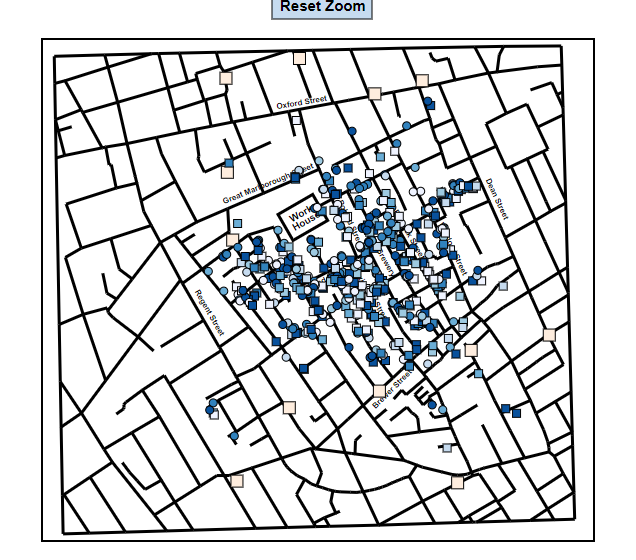 Reset Zoom
Oxford Street
Great Marlborough Street
Dean Street
Work
House
Regent Street
Brewer Street